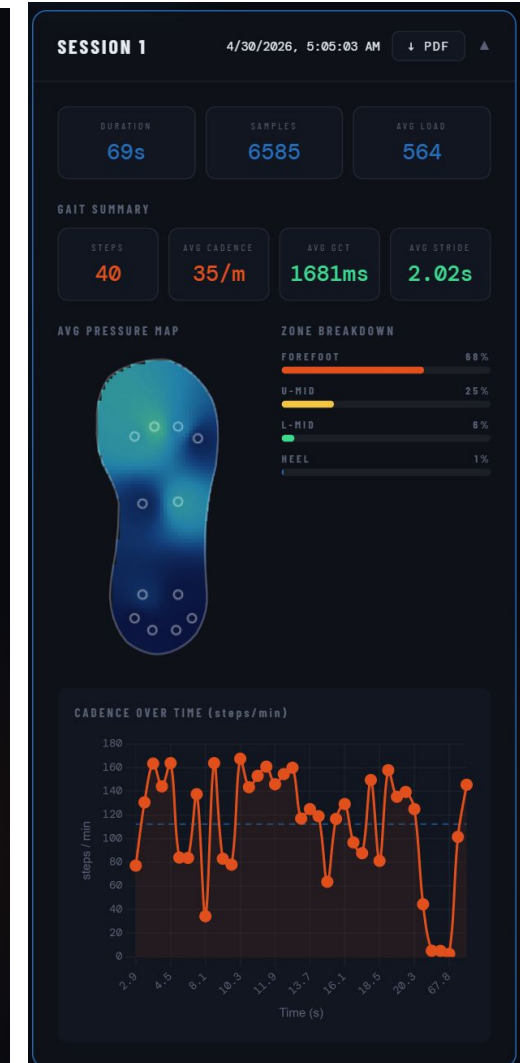 SESSION 1 4/30/2026, 5:05:03 AM ↓ PDF ▲
DURATION SAMPLES AVG LOAD
69s 6585 564
GAIT SUMMARY
STEPS AVG CADENCE AVG GCT AVG STRIDE
40 35/m 1681ms 2.02s
AVG PRESSURE MAP ZONE BREAKDOWN
FOREFOOT 68%
U-MID 25%
L-MID 6%
HEEL 1%
CADENCE OVER TIME (steps/min)
180
160
140
120
100
80
60
40
20
0
steps / min
2.9 4.5 8.1 10.3 11.9 13.7 16.1 18.5 20.3 67.8
Time (s)